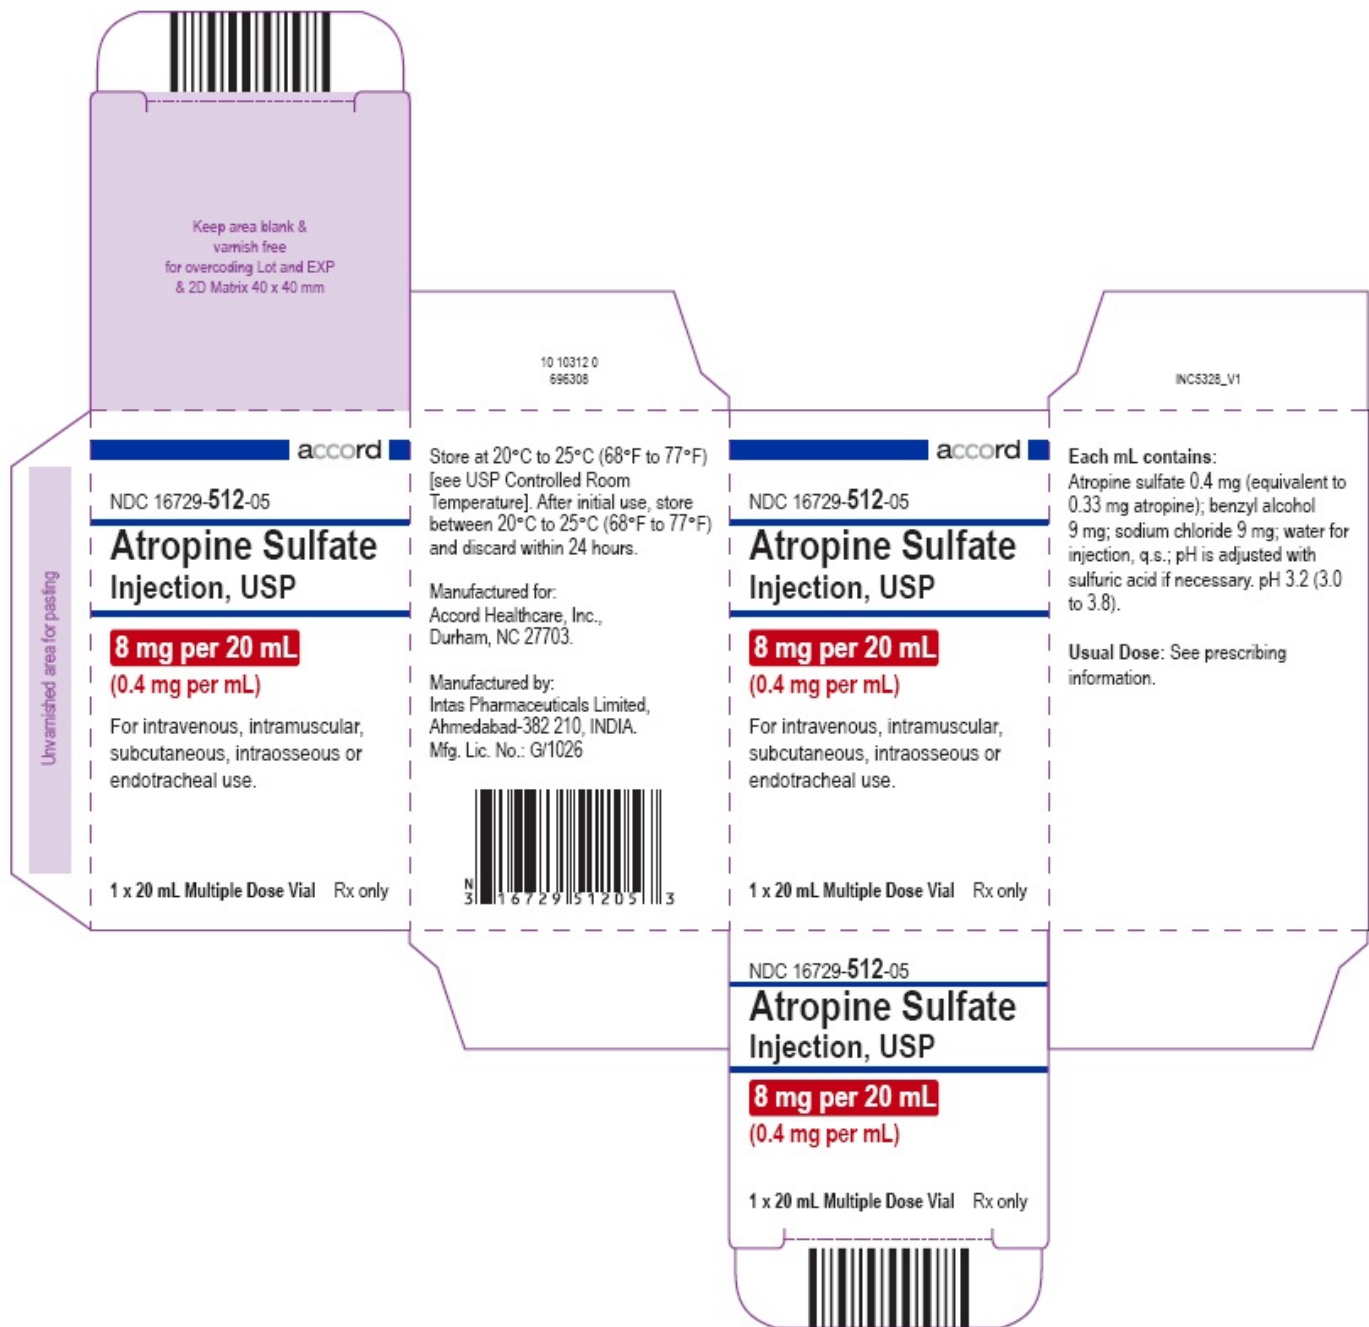 Keep area blank &
varnish free
for overcoding Lot and EXP
& 2D Matrix 40 x 40 mm
10 10312 0
696308
INC5328_V1
Unvarnished area for pasting
accord
NDC 16729-512-05
Atropine Sulfate
Injection, USP
8 mg per 20 mL
(0.4 mg per mL)
For intravenous, intramuscular,
subcutaneous, intraosseous or
endotracheal use.
1 x 20 mL Multiple Dose Vial Rx only
Store at 20°C to 25°C (68°F to 77°F)
[see USP Controlled Room
Temperature]. After initial use, store
between 20°C to 25°C (68°F to 77°F)
and discard within 24 hours.
Manufactured for:
Accord Healthcare, Inc.,
Durham, NC 27703.
Manufactured by:
Intas Pharmaceuticals Limited,
Ahmedabad-382 210, INDIA.
Mfg. Lic. No.: G/1026
N
3 16729 51205 3
accord
NDC 16729-512-05
Atropine Sulfate
Injection, USP
8 mg per 20 mL
(0.4 mg per mL)
For intravenous, intramuscular,
subcutaneous, intraosseous or
endotracheal use.
1 x 20 mL Multiple Dose Vial Rx only
Each mL contains:
Atropine sulfate 0.4 mg (equivalent to
0.33 mg atropine); benzyl alcohol
9 mg; sodium chloride 9 mg; water for
injection, q.s.; pH is adjusted with
sulfuric acid if necessary. pH 3.2 (3.0
to 3.8).
Usual Dose: See prescribing
information.
NDC 16729-512-05
Atropine Sulfate
Injection, USP
8 mg per 20 mL
(0.4 mg per mL)
1 x 20 mL Multiple Dose Vial Rx only